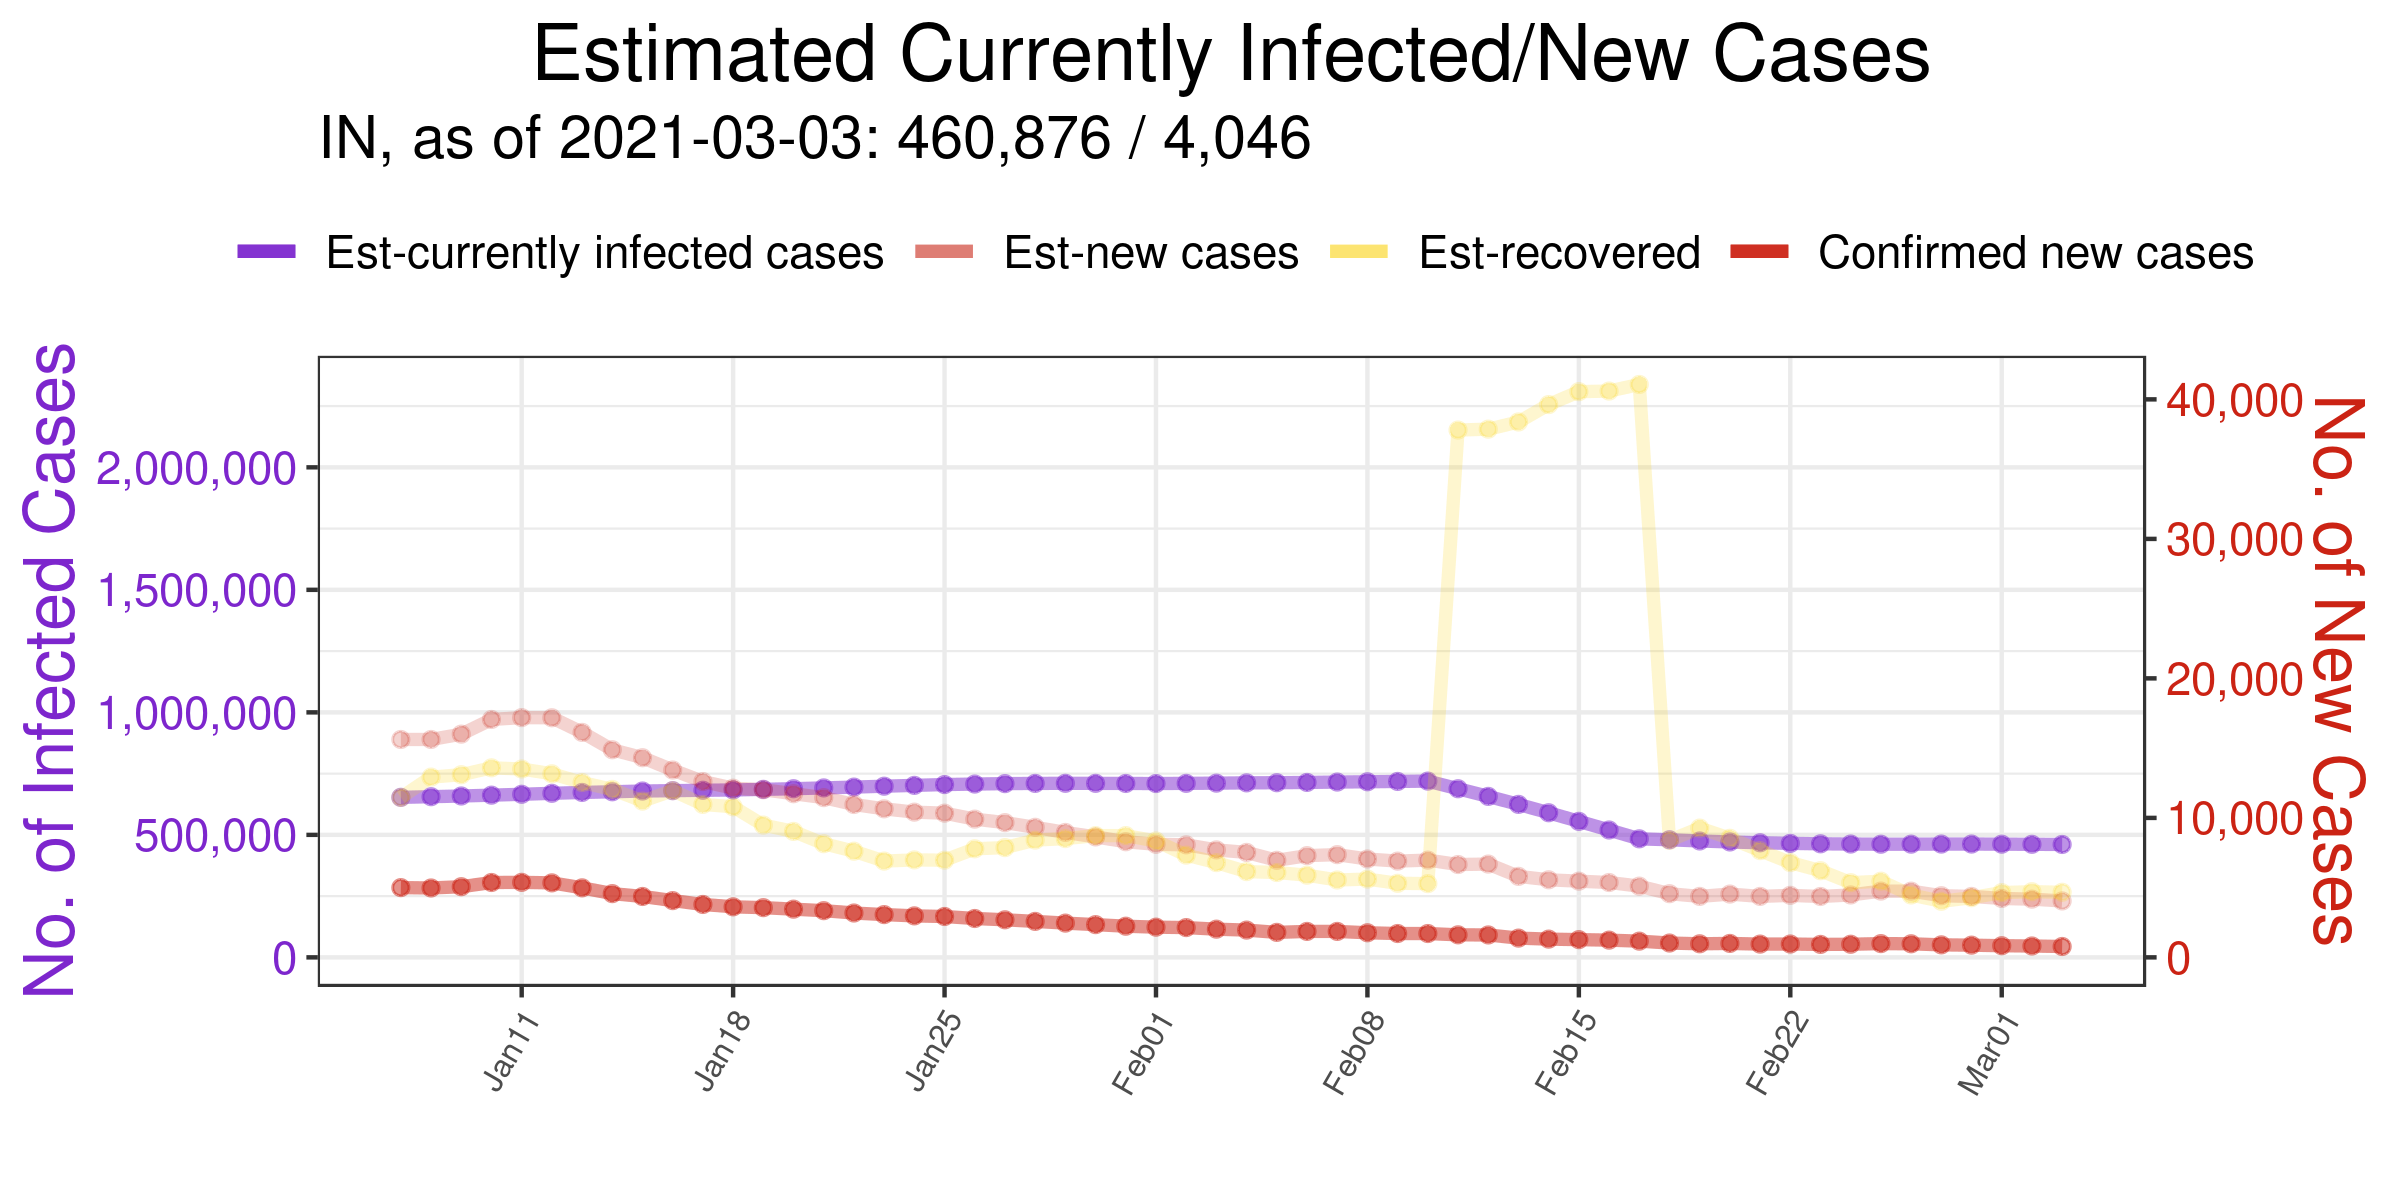 Estimated Currently Infected/New Cases
IN, as of 2021-03-03: 460,876 / 4,046
Est-currently infected cases Est-new cases Est-recovered Confirmed new cases
No. of Infected Cases
2,000,000
1,500,000
1,000,000
500,000
0
40,000
30,000
20,000
10,000
0
No. of New Cases
Jan11 Jan18 Jan25 Feb01 Feb08 Feb15 Feb22 Mar01